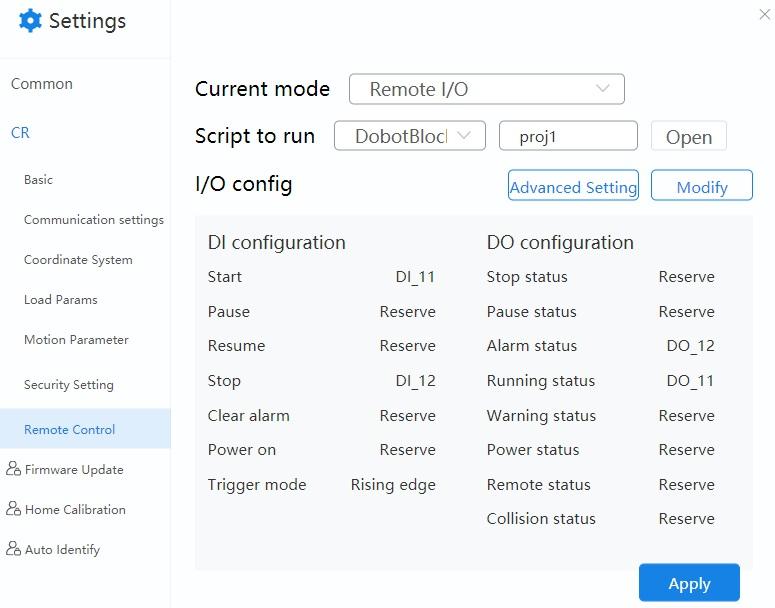 Settings
Common
CR
Basic
Communication settings
Coordinate System
Load Params
Motion Parameter
Security Setting
Remote Control
Firmware Update
Home Calibration
Auto Identify
Current mode Remote I/O
Script to run DobotBlocl proj1 Open
I/O config Advanced Setting Modify
DI configuration
Start DI_11
Pause Reserve
Resume Reserve
Stop DI_12
Clear alarm Reserve
Power on Reserve
Trigger mode Rising edge
DO configuration
Stop status Reserve
Pause status Reserve
Alarm status DO_12
Running status DO_11
Warning status Reserve
Power status Reserve
Remote status Reserve
Collision status Reserve
Apply